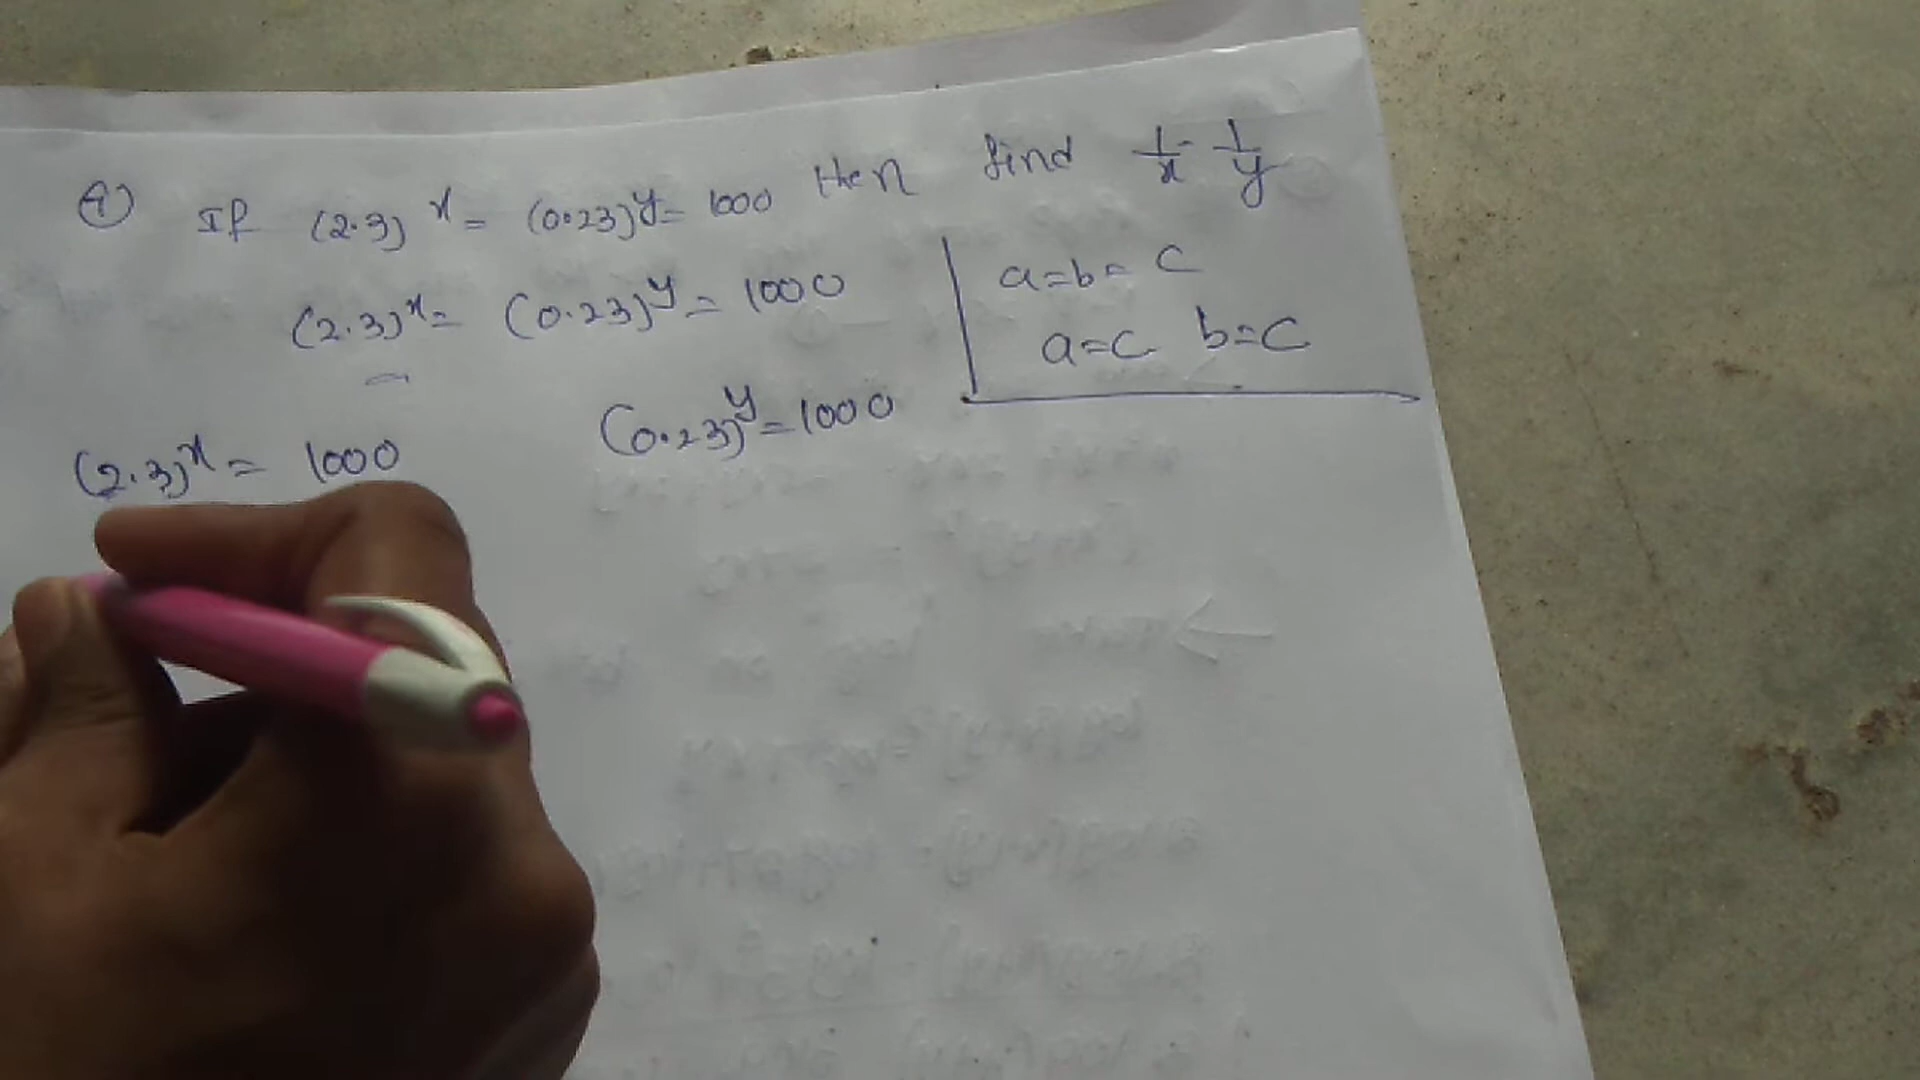 Q) If (2.3)^x = (0.23)^y = 1000 then find 1/x - 1/y
(2.3)^x = (0.23)^y = 1000
a=b=c
a=c b=c
(2.3)^x = 1000
(0.23)^y = 1000